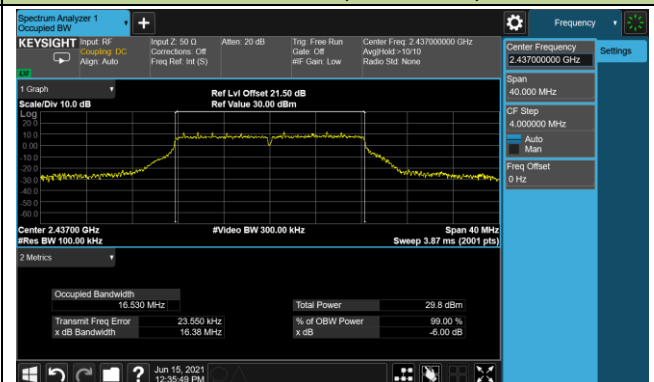 Spectrum Analyzer 1
Occupied BW
Frequency
KEYSIGHT
Input: RF
Coupling: DC
Align: Auto
Input Z: 50 Ω
Corrections: Off
Freq Ref: Int (S)
Atten: 20 dB
Trig: Free Run
Gate: Off
#IF Gain: Low
Center Freq: 2.437000000 GHz
Avg|Hold:>10/10
Radio Std: None
Center Frequency
2.437000000 GHz
Settings
Span
40.000 MHz
CF Step
4.000000 MHz
Auto
Man
Freq Offset
0 Hz
1 Graph
Scale/Div 10.0 dB
Ref Lvl Offset 21.50 dB
Ref Value 30.00 dBm
Log
20.0
10.0
0.00
-10.0
-20.0
-30.0
-40.0
-50.0
-60.0
Center 2.43700 GHz
#Res BW 100.00 kHz
#Video BW 300.00 kHz
Span 40 MHz
Sweep 3.87 ms (2001 pts)
2 Metrics
Occupied Bandwidth
16.530 MHz
Total Power
29.8 dBm
Transmit Freq Error
23.550 kHz
% of OBW Power
99.00 %
x dB Bandwidth
16.38 MHz
x dB
-6.00 dB
Jun 15, 2021
12:35:49 PM